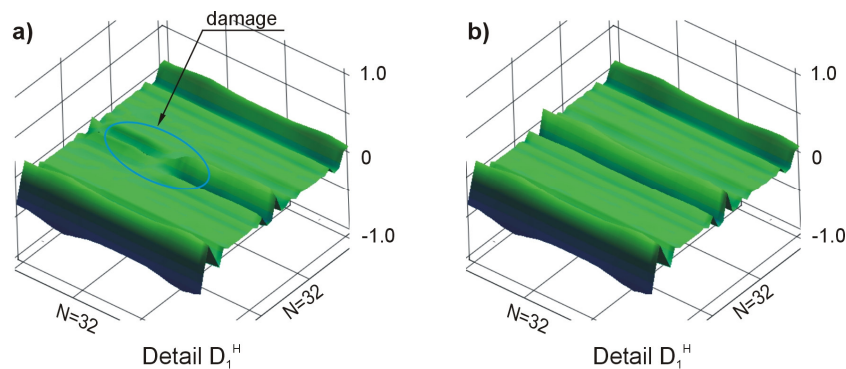 a)
damage
1.0
0
-1.0
N=32
N=32
Detail D₁ᴴ
b)
1.0
0
-1.0
N=32
N=32
Detail D₁ᴴ